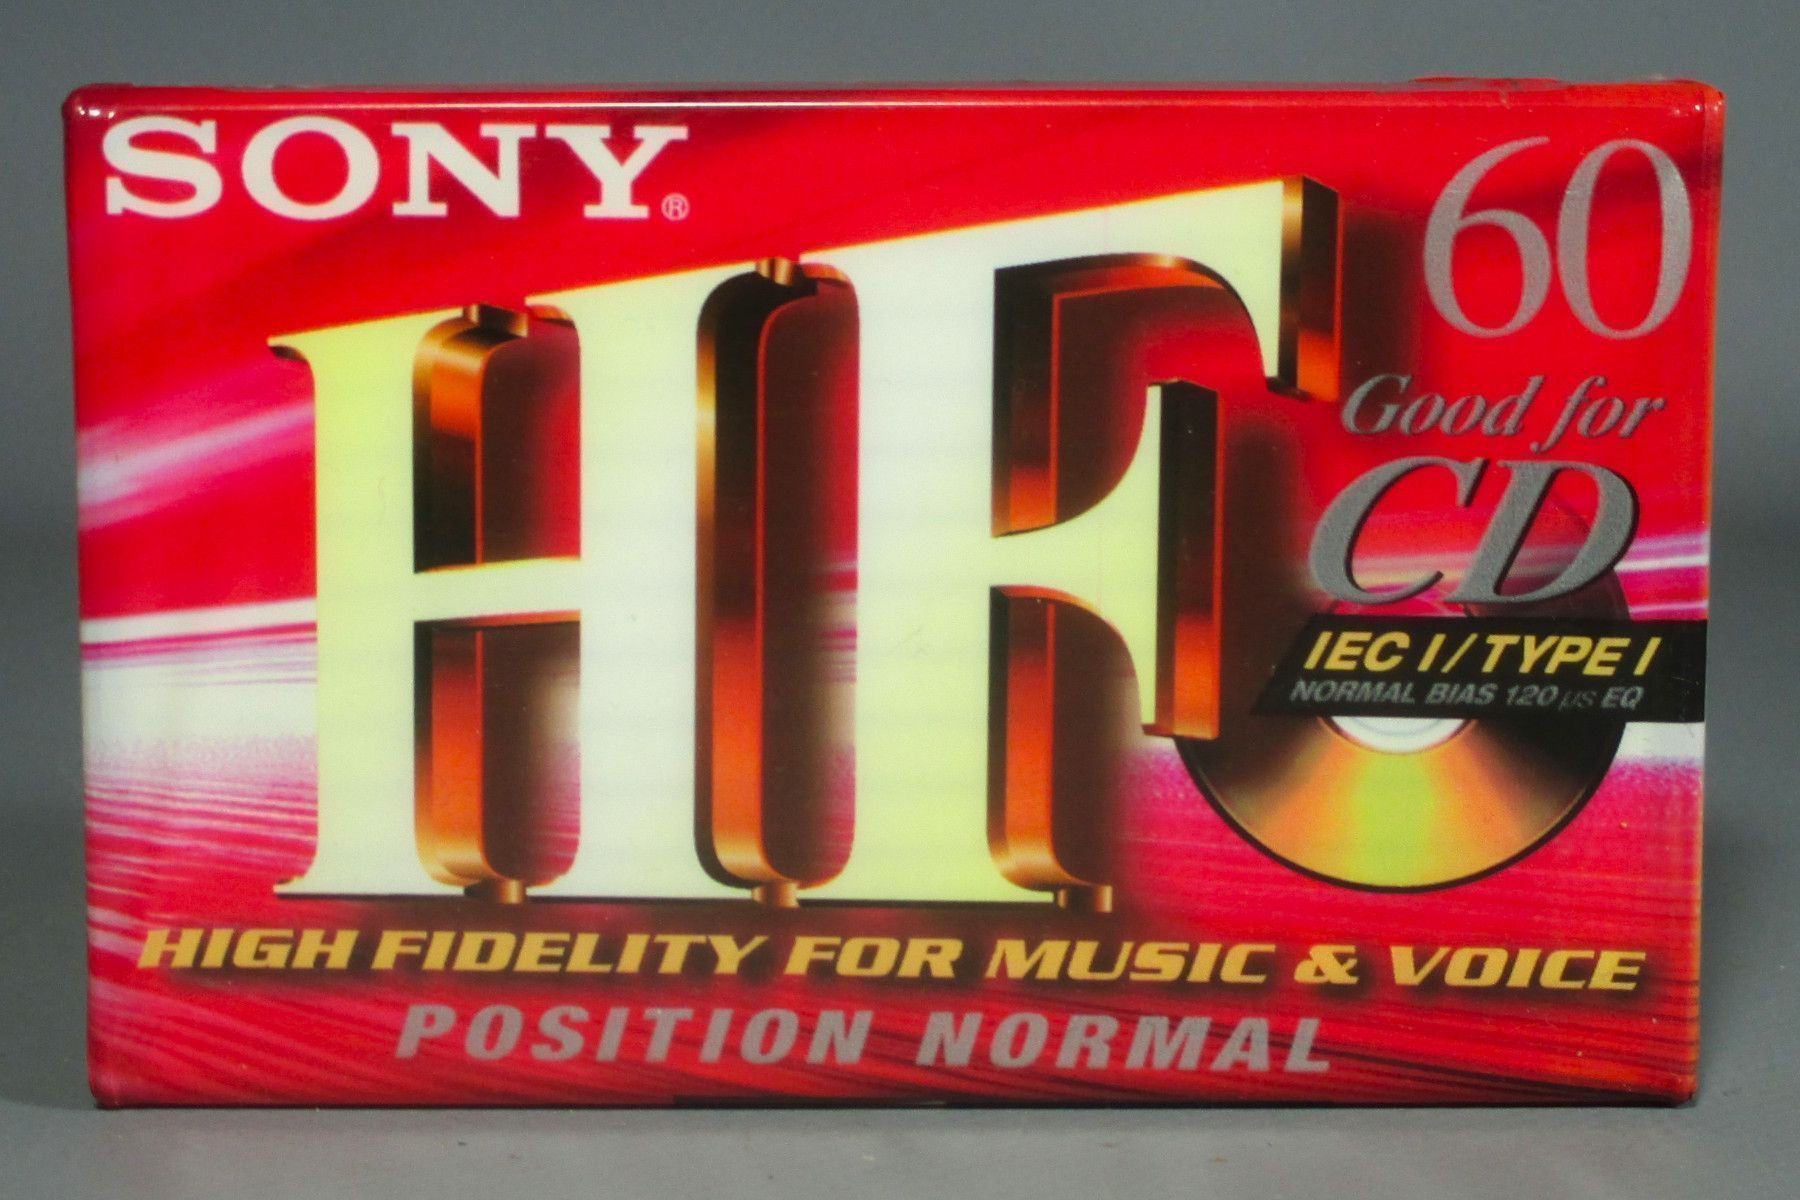 SONY®
60
HF
Good for
CD
IEC I/TYPE I
NORMAL BIAS 120 µs EQ
HIGH FIDELITY FOR MUSIC & VOICE
POSITION NORMAL